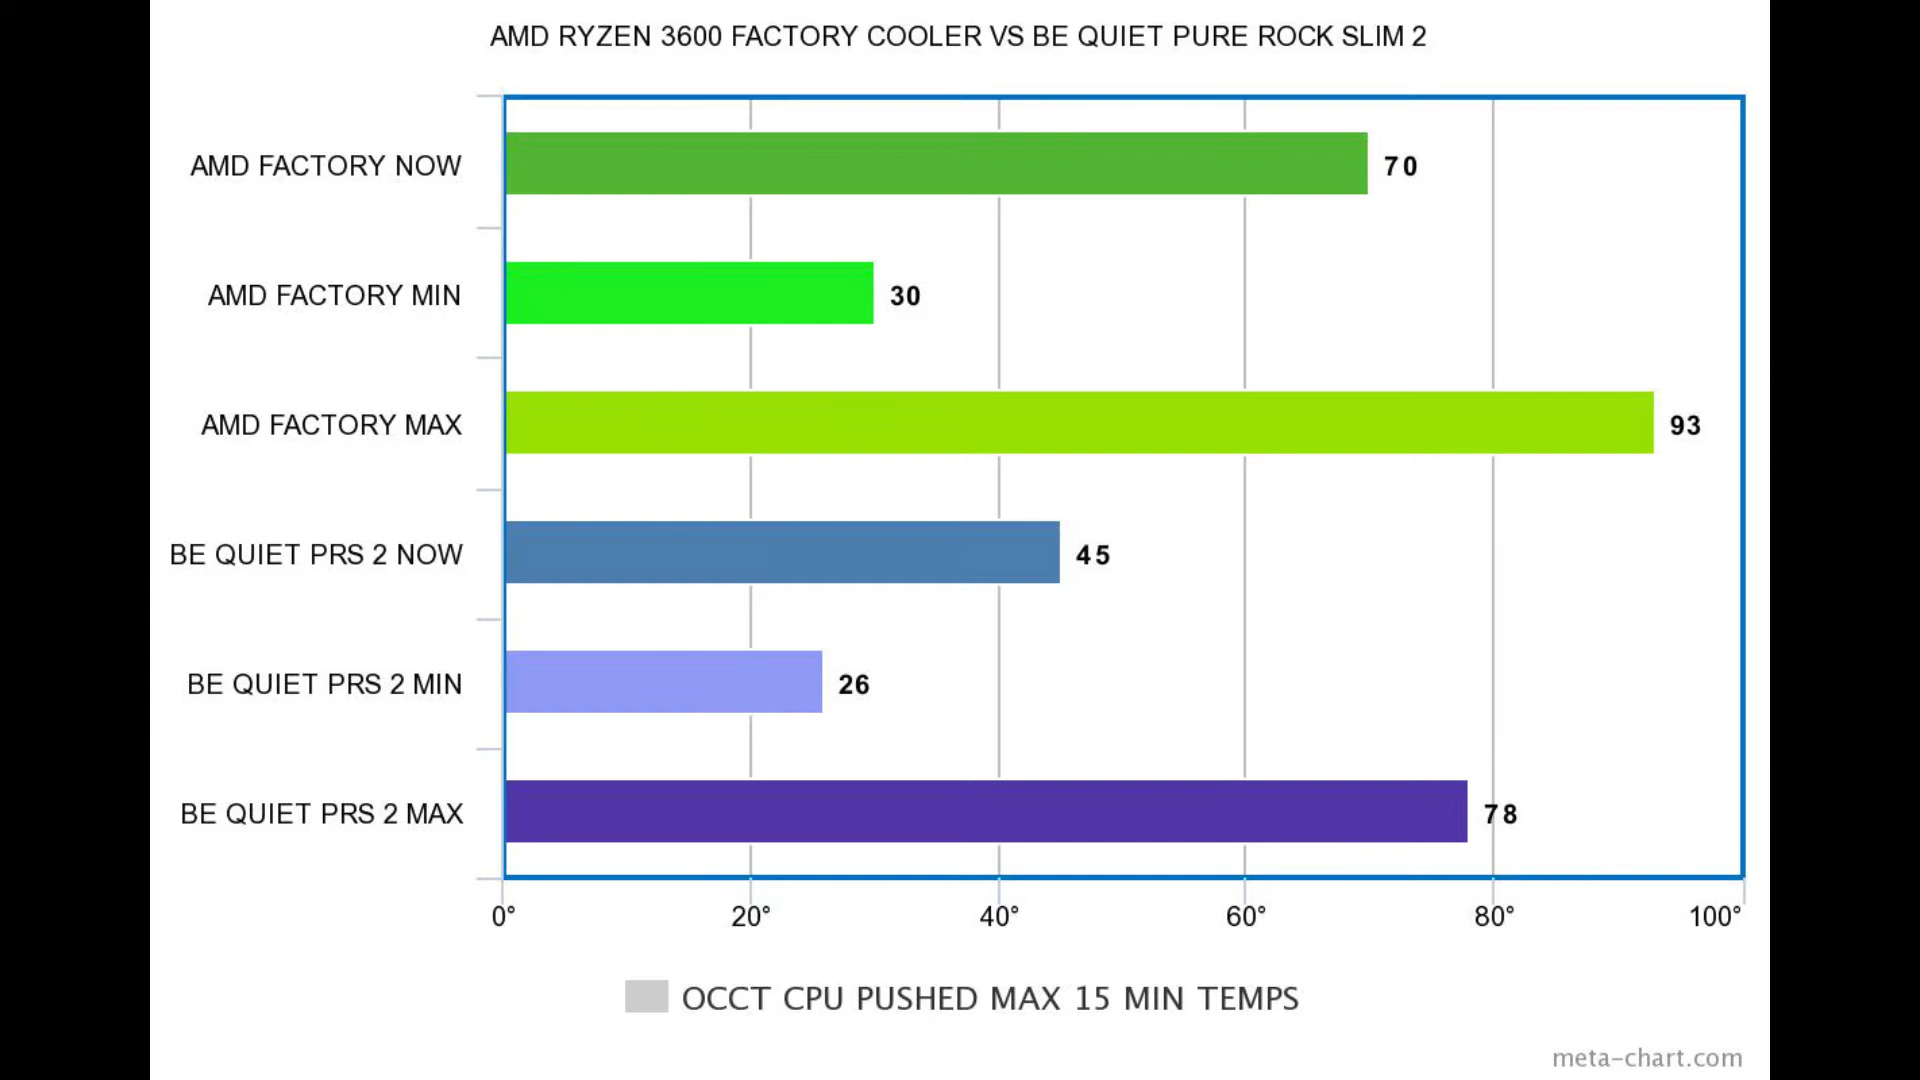 AMD RYZEN 3600 FACTORY COOLER VS BE QUIET PURE ROCK SLIM 2
AMD FACTORY NOW
70
AMD FACTORY MIN
30
AMD FACTORY MAX
93
BE QUIET PRS 2 NOW
45
BE QUIET PRS 2 MIN
26
BE QUIET PRS 2 MAX
78
0° 20° 40° 60° 80° 100°
OCCT CPU PUSHED MAX 15 MIN TEMPS
meta-chart.com